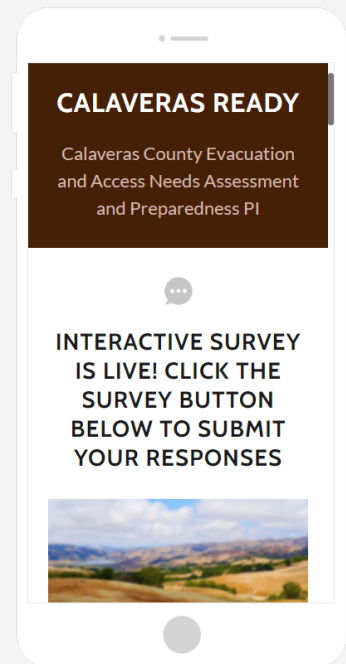 CALAVERAS READY
Calaveras County Evacuation
and Access Needs Assessment
and Preparedness PI
INTERACTIVE SURVEY
IS LIVE! CLICK THE
SURVEY BUTTON
BELOW TO SUBMIT
YOUR RESPONSES